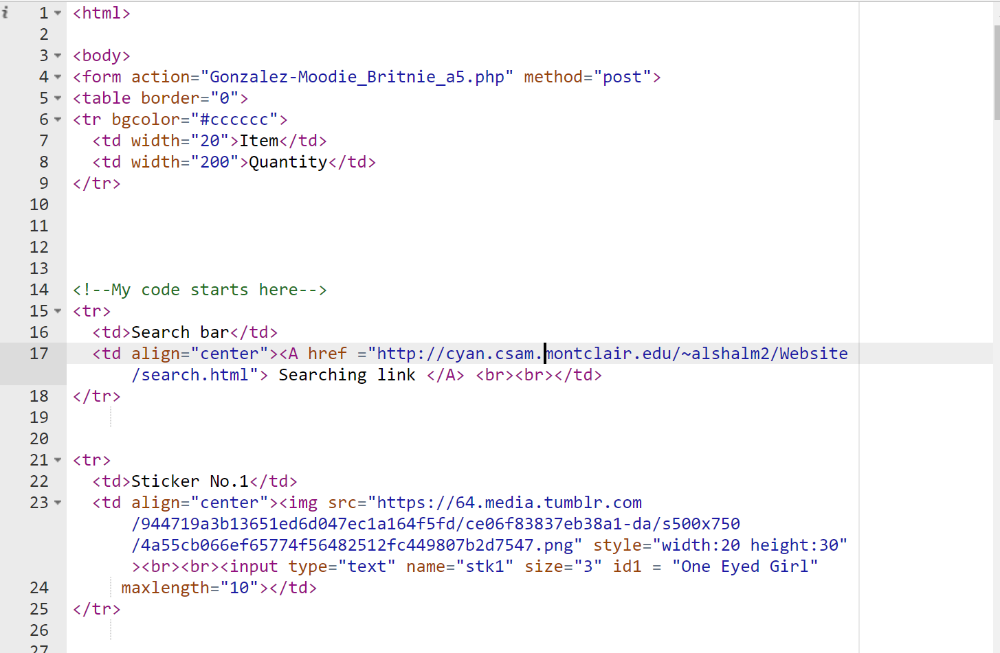 1 <html>
2
3 <body>
4 <form action="Gonzalez-Moodie_Britnie_a5.php" method="post">
5 <table border="0">
6 <tr bgcolor="#cccccc">
7 <td width="20">Item</td>
8 <td width="200">Quantity</td>
9 </tr>
10
11
12
13
14 <!--My code starts here-->
15 <tr>
16 <td>Search bar</td>
17 <td align="center"><A href ="http://cyan.csam.montclair.edu/~alshalm2/Website
/search.html"> Searching link </A> <br><br></td>
18 </tr>
19
20
21 <tr>
22 <td>Sticker No.1</td>
23 <td align="center"><img src="https://64.media.tumblr.com
/944719a3b13651ed6d047ec1a164f5fd/ce06f83837eb38a1-da/s500x750
/4a55cb066ef65774f56482512fc449807b2d7547.png" style="width:20 height:30"
><br><br><input type="text" name="stk1" size="3" id1 = "One Eyed Girl"
24 maxlength="10"></td>
25 </tr>
26
27